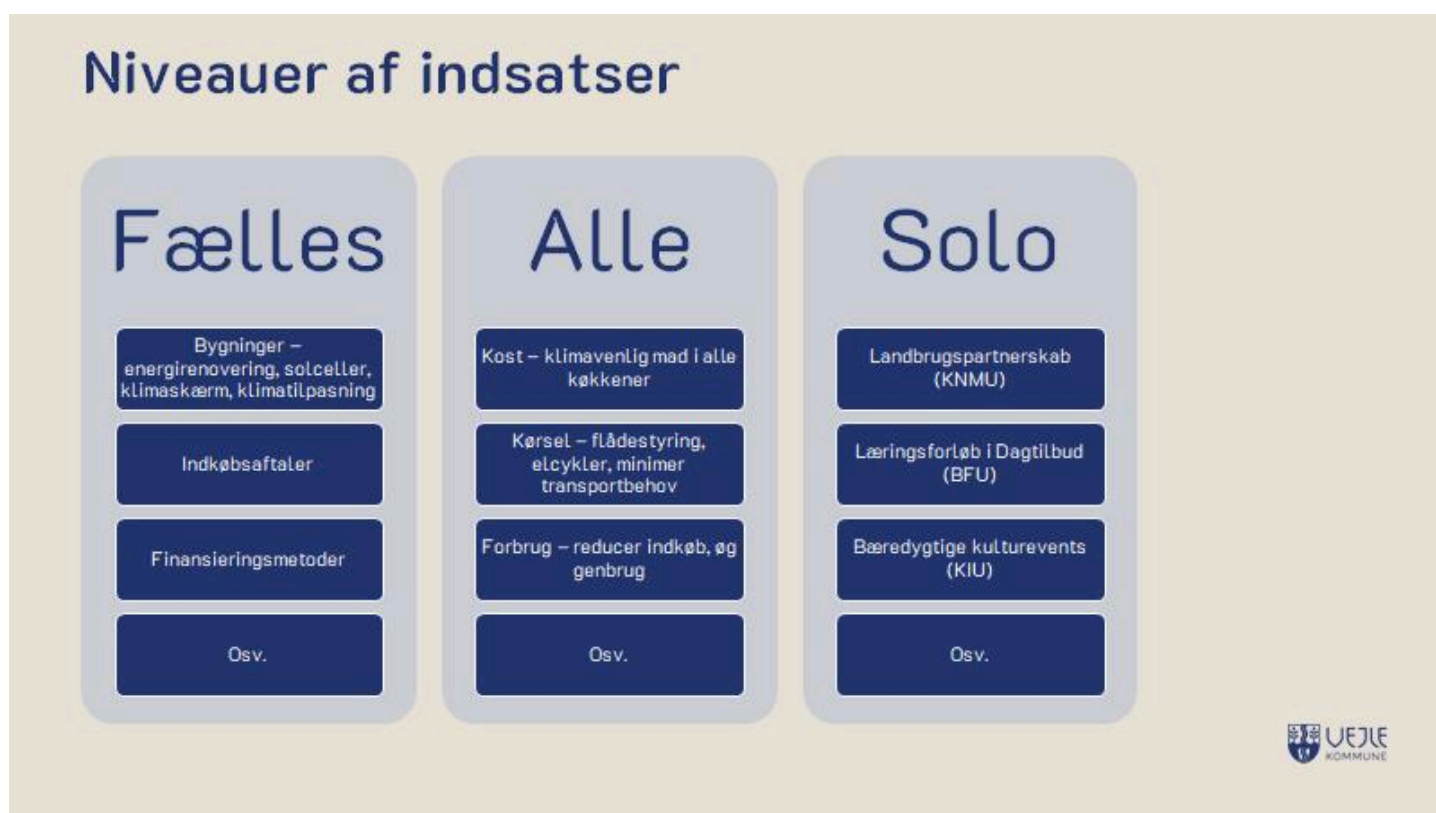 Niveauer af indsatser
Fælles
Bygninger –
energirenovering, solceller,
klimaskærm, klimatilpasning
Indkøbsaftaler
Finansieringsmetoder
Osv.
Alle
Kost – klimavenlig mad i alle
køkkener
Kørsel – flådestyring,
elcykler, minimer
transportbehov
Forbrug – reducer indkøb, øg
genbrug
Osv.
Solo
Landbrugspartnerskab
(KNMU)
Læringsforløb i Dagtilbud
(BFU)
Bæredygtige kulturevents
(KIU)
Osv.
VEJLE
KOMMUNE